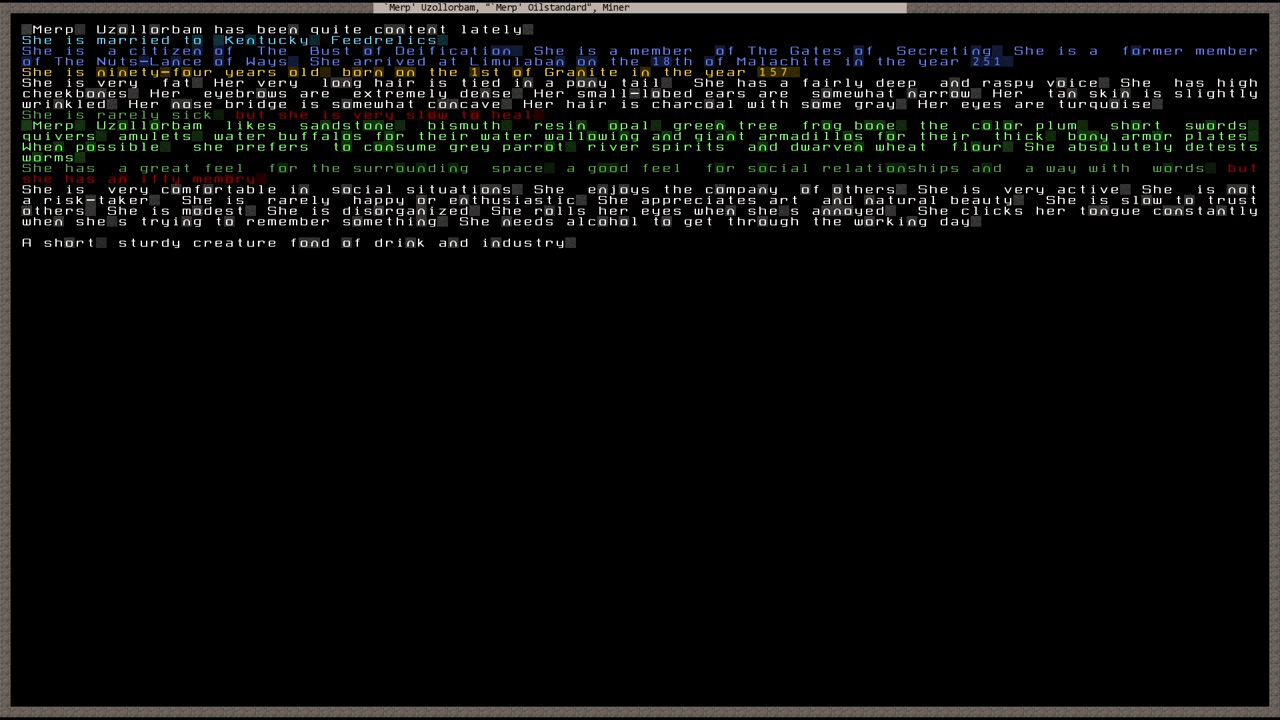 `Merp' Uzollorbam, "`Merp' Oilstandard", Miner
Merp Uzollorbam has been quite content lately
She is married to Kentucky Feedrelics
She is a citizen of The Bust of Deification She is a member of The Gates of Secreting She is a former member
of The Nuts-Lance of Ways She arrived at Limulaban on the 18th of Malachite in the year 251
She is ninety-four years old born on the 1st of Granite in the year 157
She is very fat Her very long hair is tied in a pony tail She has a fairly deep and raspy voice She has high
cheekbones Her eyebrows are extremely dense Her small-lobed ears are somewhat narrow Her tan skin is slightly
wrinkled Her nose bridge is somewhat concave Her hair is charcoal with some gray Her eyes are turquoise
She is rarely sick but she is very slow to heal
Merp Uzollorbam likes sandstone bismuth resin opal green tree frog bone the color plum short swords
quivers amulets water buffalos for their water wallowing and giant armadillos for their thick bony armor plates
When possible she prefers to consume grey parrot river spirits and dwarven wheat flour She absolutely detests
worms
She has a great feel for the surrounding space a good feel for social relationships and a way with words but
she has an iffy memory
She is very comfortable in social situations She enjoys the company of others She is very active She is not
a risk-taker She is rarely happy or enthusiastic She appreciates art and natural beauty She is slow to trust
others She is modest She is disorganized She rolls her eyes when she s annoyed She clicks her tongue constantly
when she s trying to remember something She needs alcohol to get through the working day
A short sturdy creature fond of drink and industry